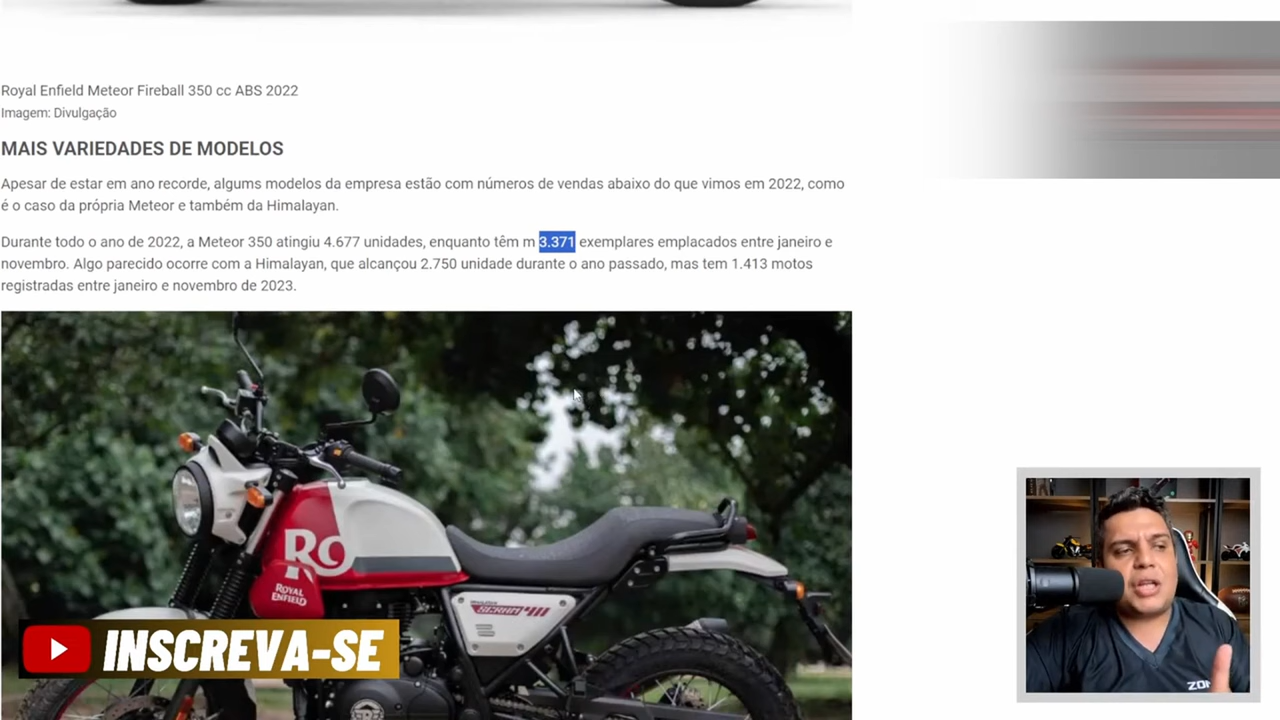 Royal Enfield Meteor Fireball 350 cc ABS 2022
Imagem: Divulgação
MAIS VARIEDADES DE MODELOS
Apesar de estar em ano recorde, algums modelos da empresa estão com números de vendas abaixo do que vimos em 2022, como
é o caso da própria Meteor e também da Himalayan.
Durante todo o ano de 2022, a Meteor 350 atingiu 4.677 unidades, enquanto têm m 3.371 exemplares emplacados entre janeiro e
novembro. Algo parecido ocorre com a Himalayan, que alcançou 2.750 unidade durante o ano passado, mas tem 1.413 motos
registradas entre janeiro e novembro de 2023.
ROYAL
ENFIELD
SCRAM 411
INSCREVA-SE